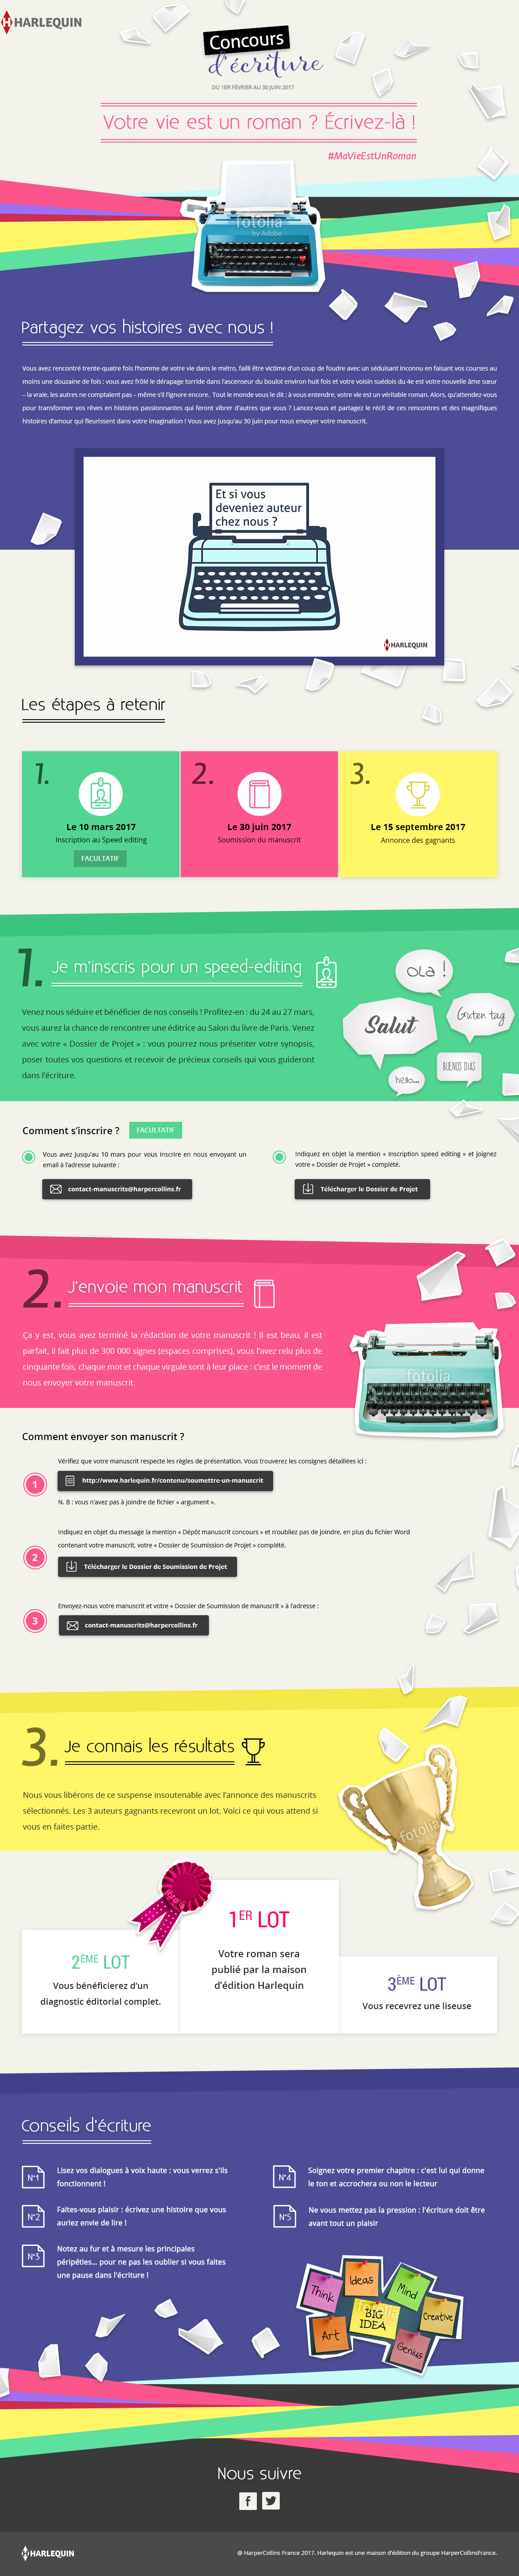 HARLEQUIN
Concours
d'écriture
DU 1ER FÉVRIER AU 30 JUIN 2017
Votre vie est un roman ? Écrivez-là !
#MaVieEstUnRoman
fotolia
by Adobe
Partagez vos histoires avec nous !
Vous avez rencontré trente-quatre fois l'homme de votre vie dans le métro, failli être victime d'un coup de foudre avec un séduisant inconnu en faisant vos courses au
moins une douzaine de fois ; vous avez frôlé le dérapage torride dans l'ascenseur du boulot environ huit fois et votre voisin suédois du 4e est votre nouvelle âme sœur
– la vraie, les autres ne comptaient pas – même s'il l'ignore encore. Tout le monde vous le dit : à vous entendre, votre vie est un véritable roman. Alors, qu'attendez-vous
pour transformer vos rêves en histoires passionnantes qui feront vibrer d'autres que vous ? Lancez-vous et partagez le récit de ces rencontres et des magnifiques
histoires d'amour qui fleurissent dans votre imagination ! Vous avez jusqu'au 30 juin pour nous envoyer votre manuscrit.
Et si vous
deveniez auteur
chez nous ?
HARLEQUIN
Les étapes à retenir
1.
Le 10 mars 2017
Inscription au Speed editing
FACULTATIF
2.
Le 30 juin 2017
Soumission du manuscrit
3.
Le 15 septembre 2017
Annonce des gagnants
1. Je m'inscris pour un speed-editing
Venez nous séduire et bénéficier de nos conseils ! Profitez-en : du 24 au 27 mars,
vous aurez la chance de rencontrer une éditrice au Salon du livre de Paris. Venez
avec votre « Dossier de Projet » : vous pourrez nous présenter votre synopsis,
poser toutes vos questions et recevoir de précieux conseils qui vous guideront
dans l'écriture.
OLA !
Salut
Guten tag
BUENOS DIAS
hello...
Comment s'inscrire ? FACULTATIF
Vous avez jusqu'au 10 mars pour vous inscrire en nous envoyant un
email à l'adresse suivante :
contact-manuscrits@harpercollins.fr
Indiquez en objet la mention « Inscription speed editing » et joignez
votre « Dossier de Projet » complété.
Télécharger le Dossier de Projet
2. J'envoie mon manuscrit
Ça y est, vous avez terminé la rédaction de votre manuscrit ! Il est beau, il est
parfait, il fait plus de 300 000 signes (espaces comprises), vous l'avez relu plus de
cinquante fois, chaque mot et chaque virgule sont à leur place : c'est le moment de
nous envoyer votre manuscrit.
fotolia
Comment envoyer son manuscrit ?
1
Vérifiez que votre manuscrit respecte les règles de présentation. Vous trouverez les consignes détaillées ici :
http://www.harlequin.fr/contenu/soumettre-un-manuscrit
N. B : vous n'avez pas à joindre de fichier « argument ».
2
Indiquez en objet du message la mention « Dépôt manuscrit concours » et n'oubliez pas de joindre, en plus du fichier Word
contenant votre manuscrit, votre « Dossier de Soumission de Projet » complété.
Télécharger le Dossier de Soumission de Projet
3
Envoyez-nous votre manuscrit et votre « Dossier de Soumission de manuscrit » à l'adresse :
contact-manuscrits@harpercollins.fr
3. Je connais les résultats
Nous vous libérons de ce suspense insoutenable avec l'annonce des manuscrits
sélectionnés. Les 3 auteurs gagnants recevront un lot. Voici ce qui vous attend si
vous en faites partie.
fotolia
fotolia
1ER LOT
Votre roman sera
publié par la maison
d'édition Harlequin
2ÈME LOT
Vous bénéficierez d'un
diagnostic éditorial complet.
3ÈME LOT
Vous recevrez une liseuse
Conseils d'écriture
N°1
Lisez vos dialogues à voix haute : vous verrez s'ils
fonctionnent !
N°2
Faites-vous plaisir : écrivez une histoire que vous
auriez envie de lire !
N°3
Notez au fur et à mesure les principales
péripéties... pour ne pas les oublier si vous faites
une pause dans l'écriture !
N°4
Soignez votre premier chapitre : c'est lui qui donne
le ton et accrochera ou non le lecteur
N°5
Ne vous mettez pas la pression : l'écriture doit être
avant tout un plaisir
Think
Ideas
Mind
fotolia
BIG
IDEA
Creative
Art
Genius
Nous suivre
HARLEQUIN
@ HarperCollins France 2017. Harlequin est une maison d'édition du groupe HarperCollinsFrance.